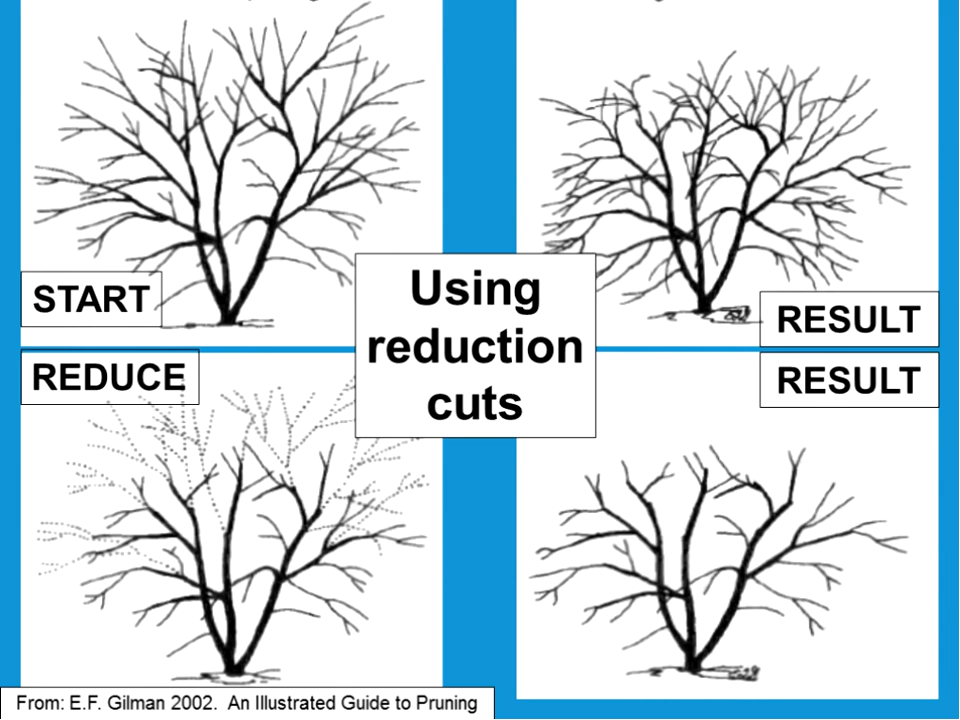 START
Using
reduction
cuts
RESULT
REDUCE
RESULT
From: E.F. Gilman 2002. An Illustrated Guide to Pruning